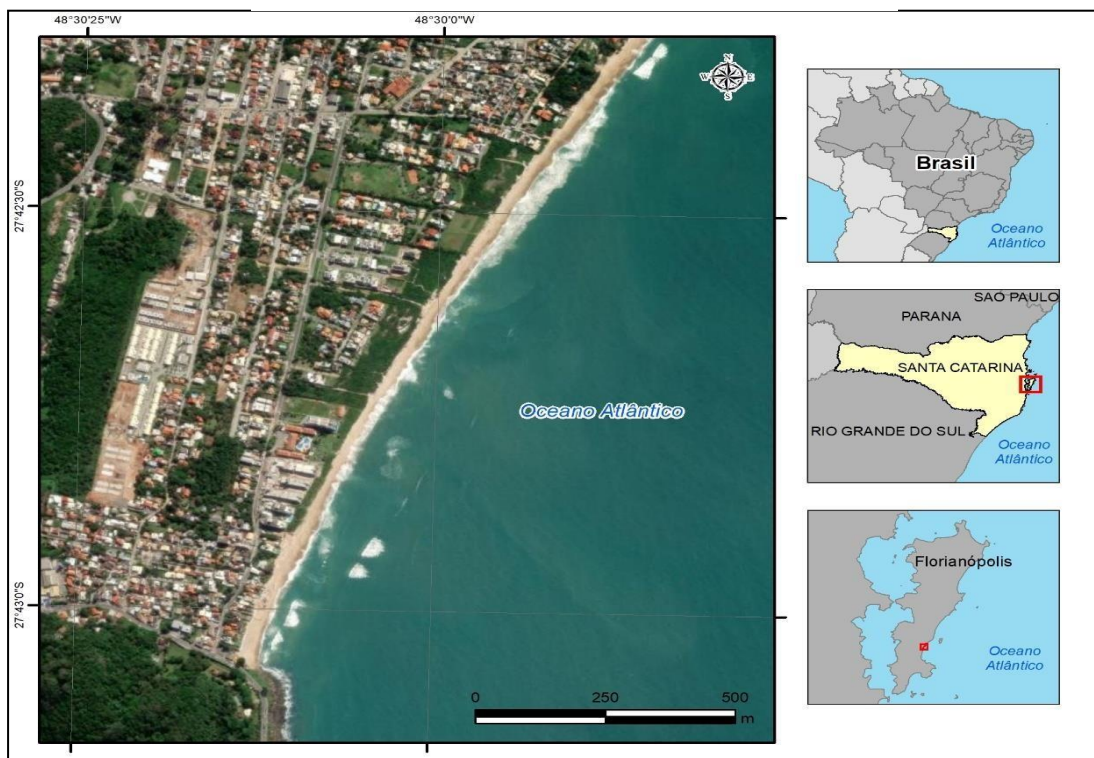 48°30'25"W
48°30'0"W
27°42'30"S
27°43'0"S
N
W
E
S
Oceano Atlântico
0
250
500
m
Brasil
Oceano
Atlântico
SAO PAULO
PARANA
SANTA CATARINA
RIO GRANDE DO SUL
Oceano
Atlântico
Florianópolis
Oceano
Atlântico